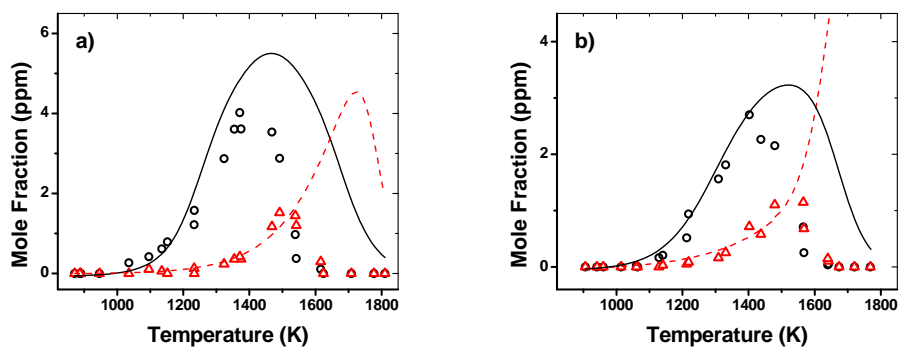 a)
6
4
2
0
Mole Fraction (ppm)
1000 1200 1400 1600 1800
Temperature (K)
b)
4
2
0
Mole Fraction (ppm)
1000 1200 1400 1600 1800
Temperature (K)